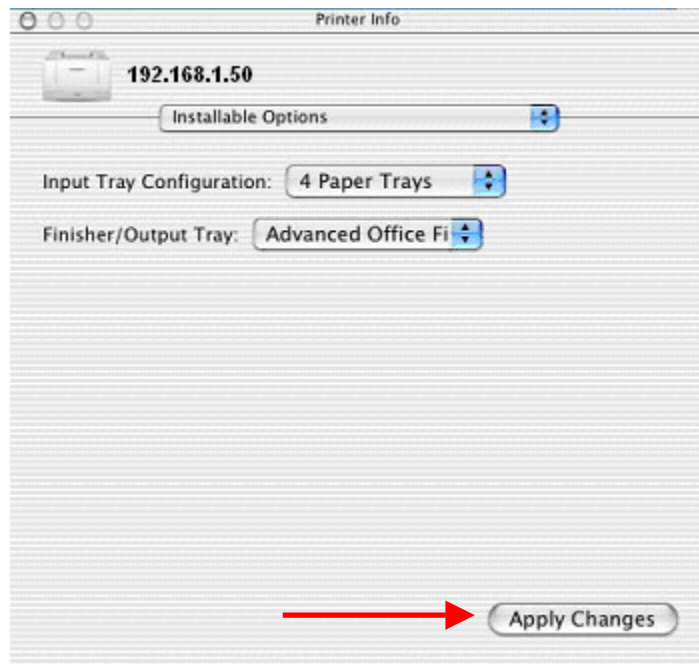 Printer Info
192.168.1.50
Installable Options
Input Tray Configuration: 4 Paper Trays
Finisher/Output Tray: Advanced Office Fi
Apply Changes